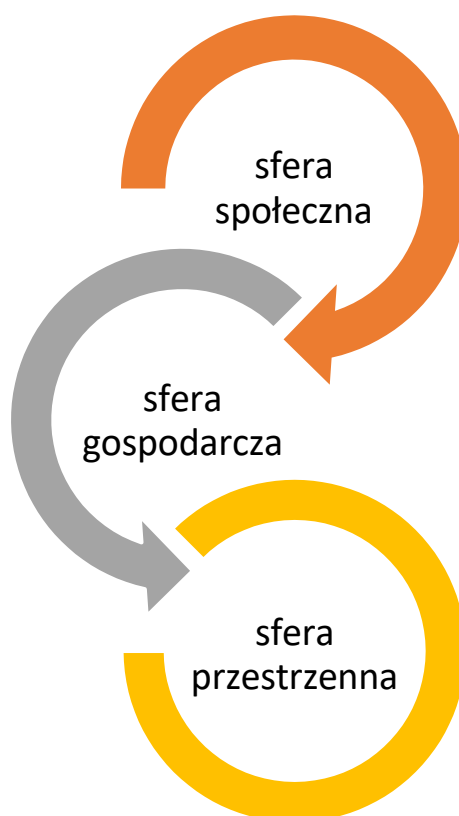 sfera
społeczna
sfera
gospodarcza
sfera
przestrzenna